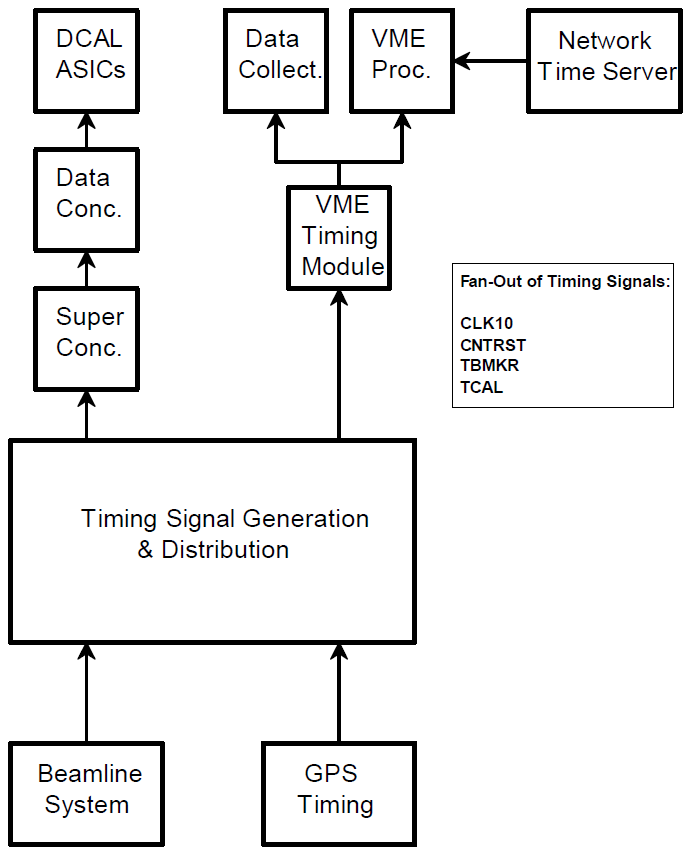 DCAL
ASICs
Data
Collect.
VME
Proc.
Network
Time Server
Data
Conc.
VME
Timing
Module
Super
Conc.
Fan-Out of Timing Signals:
CLK10
CNTRST
TBMKR
TCAL
Timing Signal Generation
& Distribution
Beamline
System
GPS
Timing